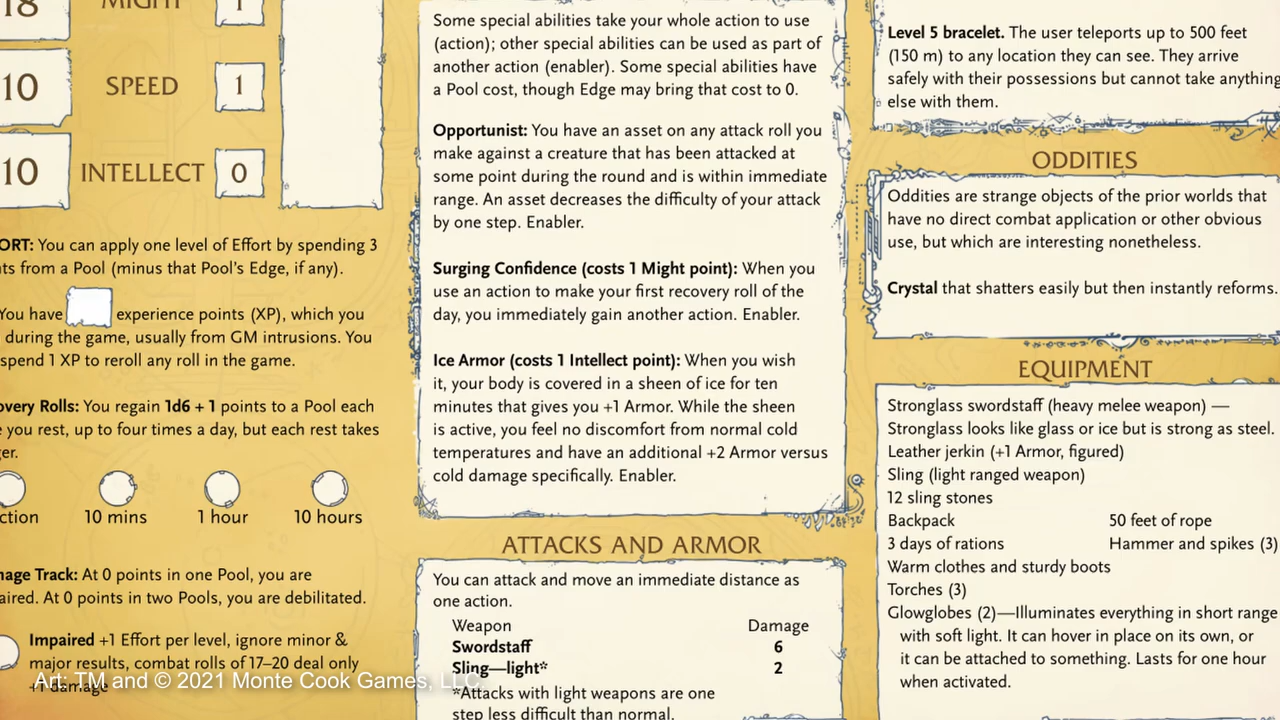 18 MIGHT 1
10 SPEED 1
10 INTELLECT 0
ORT: You can apply one level of Effort by spending 3
ts from a Pool (minus that Pool's Edge, if any).
You have experience points (XP), which you
during the game, usually from GM intrusions. You
spend 1 XP to reroll any roll in the game.
overy Rolls: You regain 1d6 + 1 points to a Pool each
e you rest, up to four times a day, but each rest takes
ger.
ction 10 mins 1 hour 10 hours
mage Track: At 0 points in one Pool, you are
aired. At 0 points in two Pools, you are debilitated.
Impaired +1 Effort per level, ignore minor &
major results, combat rolls of 17–20 deal only
+1 damage
Art: TM and © 2021 Monte Cook Games, LLC
Some special abilities take your whole action to use
(action); other special abilities can be used as part of
another action (enabler). Some special abilities have
a Pool cost, though Edge may bring that cost to 0.
Opportunist: You have an asset on any attack roll you
make against a creature that has been attacked at
some point during the round and is within immediate
range. An asset decreases the difficulty of your attack
by one step. Enabler.
Surging Confidence (costs 1 Might point): When you
use an action to make your first recovery roll of the
day, you immediately gain another action. Enabler.
Ice Armor (costs 1 Intellect point): When you wish
it, your body is covered in a sheen of ice for ten
minutes that gives you +1 Armor. While the sheen
is active, you feel no discomfort from normal cold
temperatures and have an additional +2 Armor versus
cold damage specifically. Enabler.
ATTACKS AND ARMOR
You can attack and move an immediate distance as
one action.
Weapon Damage
Swordstaff 6
Sling—light* 2
*Attacks with light weapons are one
step less difficult than normal.
Level 5 bracelet. The user teleports up to 500 feet
(150 m) to any location they can see. They arrive
safely with their possessions but cannot take anything
else with them.
ODDITIES
Oddities are strange objects of the prior worlds that
have no direct combat application or other obvious
use, but which are interesting nonetheless.
Crystal that shatters easily but then instantly reforms.
EQUIPMENT
Stronglass swordstaff (heavy melee weapon) —
Stronglass looks like glass or ice but is strong as steel.
Leather jerkin (+1 Armor, figured)
Sling (light ranged weapon)
12 sling stones
Backpack 50 feet of rope
3 days of rations Hammer and spikes (3)
Warm clothes and sturdy boots
Torches (3)
Glowglobes (2)—Illuminates everything in short range
with soft light. It can hover in place on its own, or
it can be attached to something. Lasts for one hour
when activated.